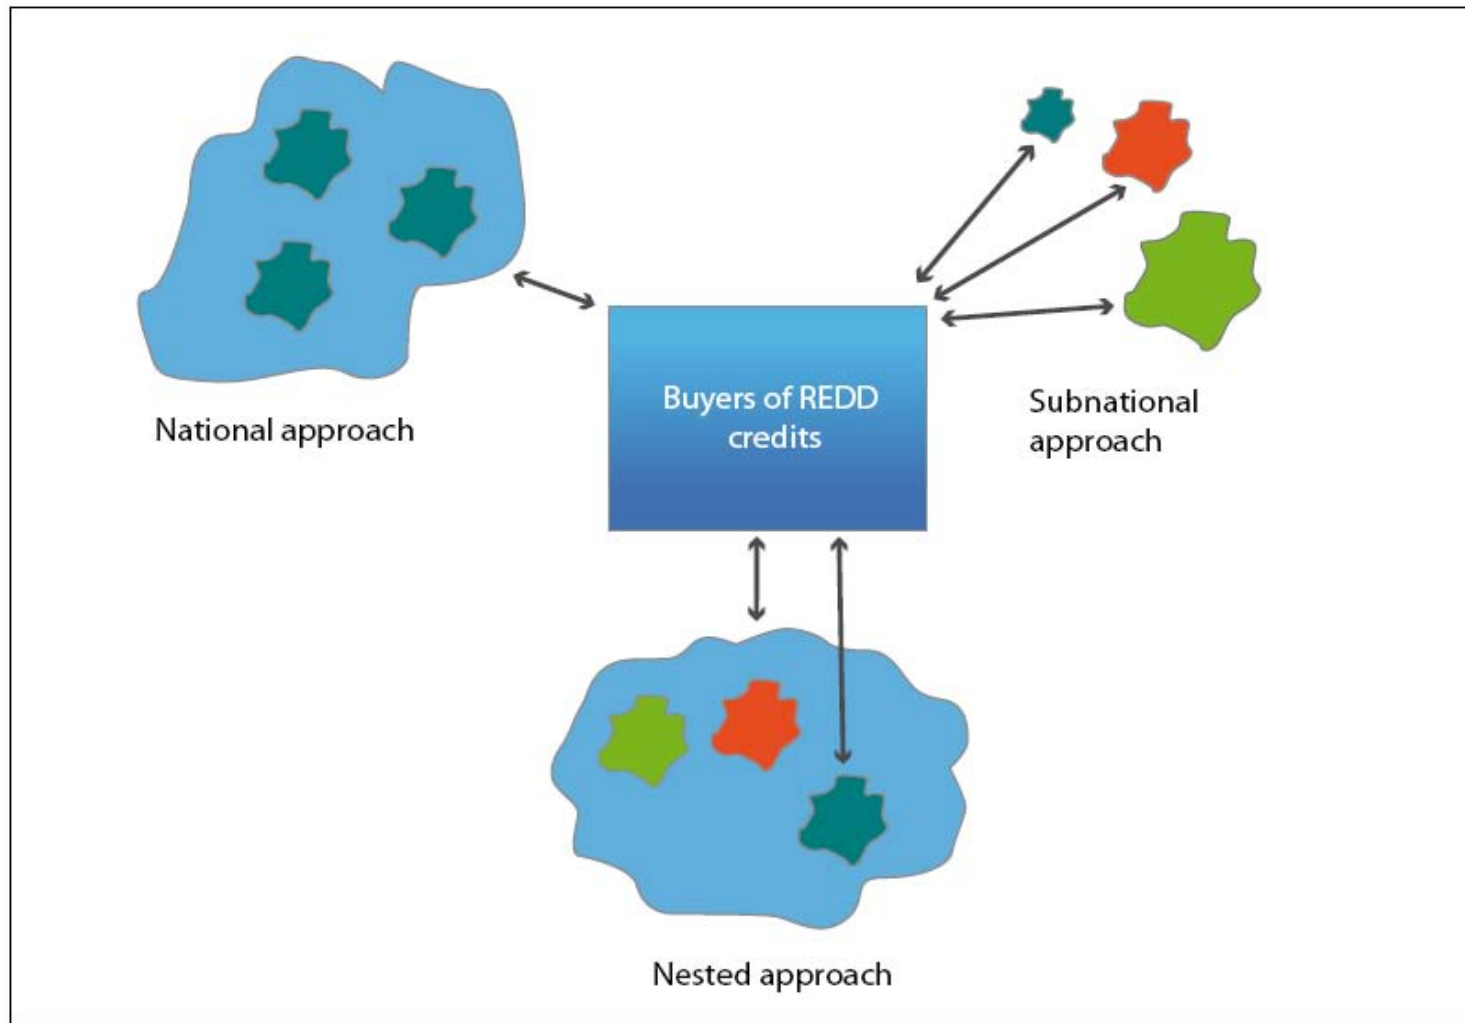 National approach
Buyers of REDD
credits
Subnational
approach
Nested approach